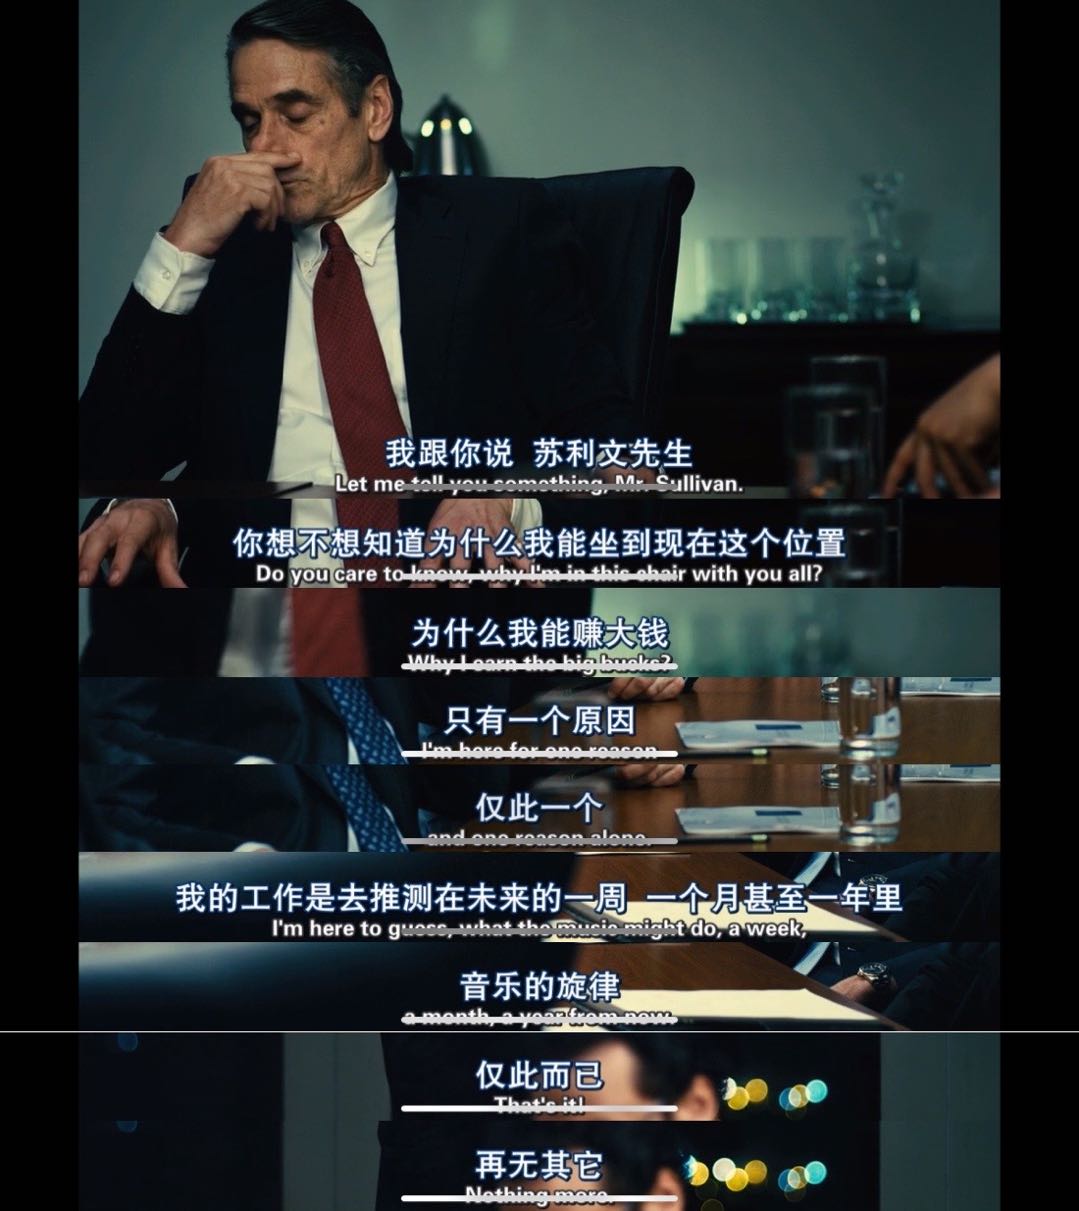 我跟你说 苏利文先生
Let me tell you something, Mr. Sullivan.
你想不想知道为什么我能坐到现在这个位置
Do you care to know, why I'm in this chair with you all?
为什么我能赚大钱
Why I earn the big bucks?
只有一个原因
I'm here for one reason
仅此一个
and one reason alone.
我的工作是去推测在未来的一周 一个月甚至一年里
I'm here to guess, what the music might do, a week,
音乐的旋律
a month, a year from now.
仅此而已
That's it!
再无其它
Nothing more.